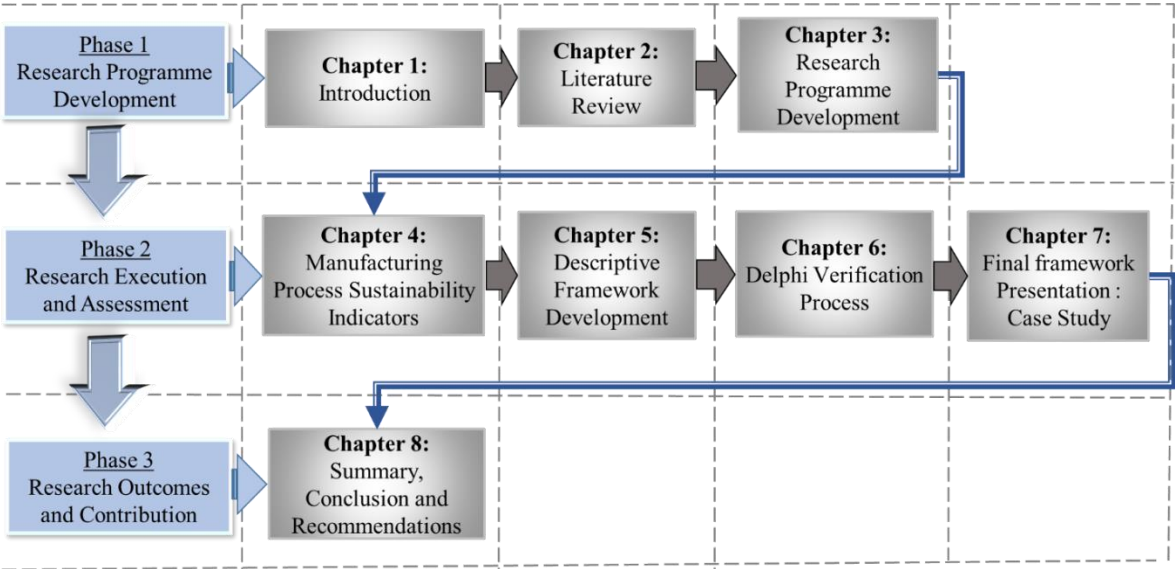 Phase 1
Research Programme
Development
Chapter 1:
Introduction
Chapter 2:
Literature
Review
Chapter 3:
Research
Programme
Development
Phase 2
Research Execution
and Assessment
Chapter 4:
Manufacturing
Process Sustainability
Indicators
Chapter 5:
Descriptive
Framework
Development
Chapter 6:
Delphi Verification
Process
Chapter 7:
Final framework
Presentation :
Case Study
Phase 3
Research Outcomes
and Contribution
Chapter 8:
Summary,
Conclusion and
Recommendations